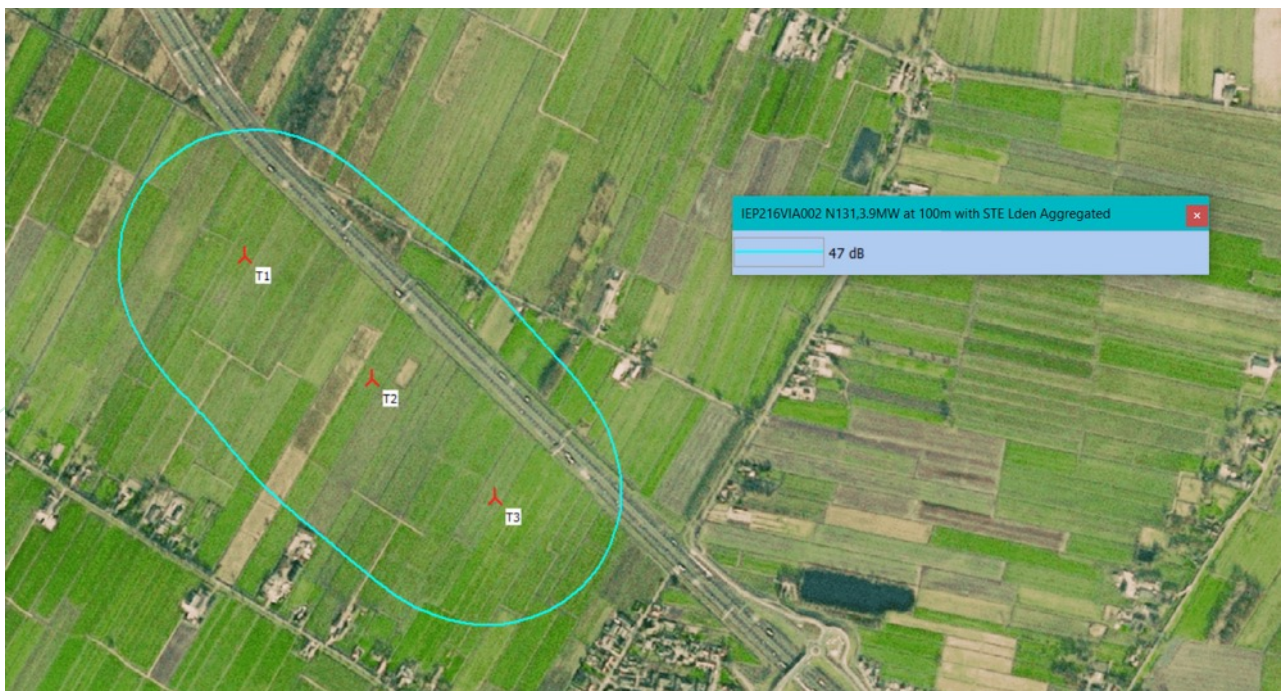 IEP216VIA002 N131,3.9MW at 100m with STE Lden Aggregated
47 dB
T1
T2
T3